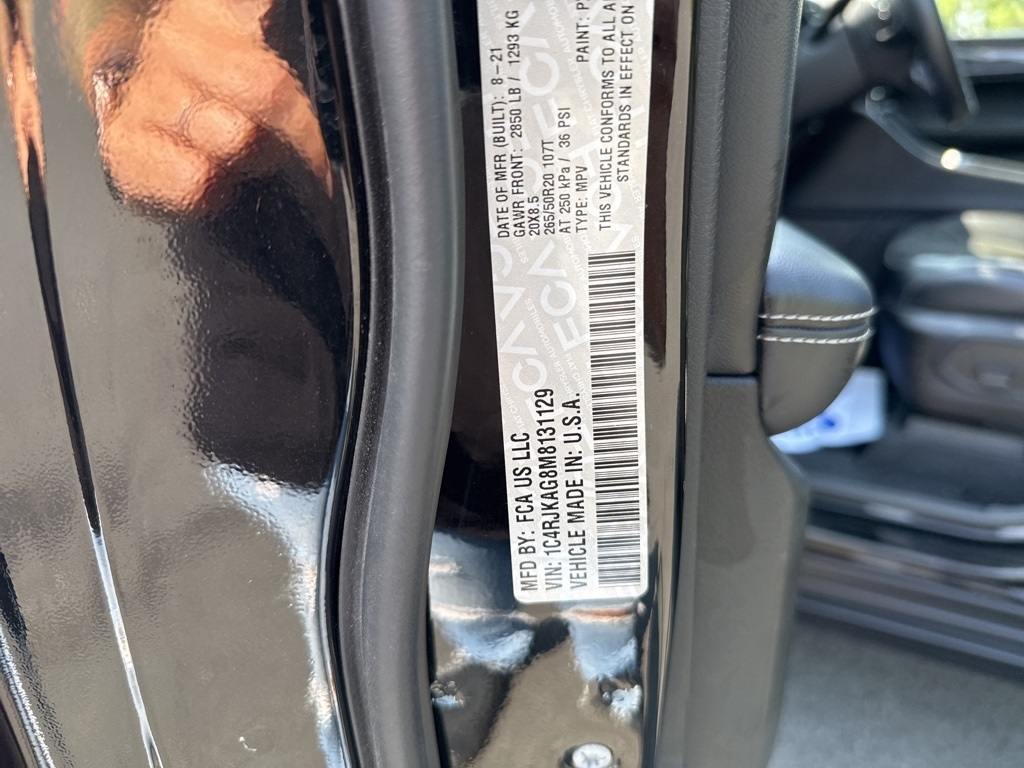 MFD BY: FCA US LLC
DATE OF MFR (BUILT): 8-21
GAWR FRONT: 2850 LB / 1293 KG
20X8.5
265/50R20 107T
AT 250 kPa / 36 PSI
VIN: 1C4RJKAG8M8131129
TYPE: MPV
PAINT: P
VEHICLE MADE IN: U.S.A.
THIS VEHICLE CONFORMS TO ALL A
STANDARDS IN EFFECT ON